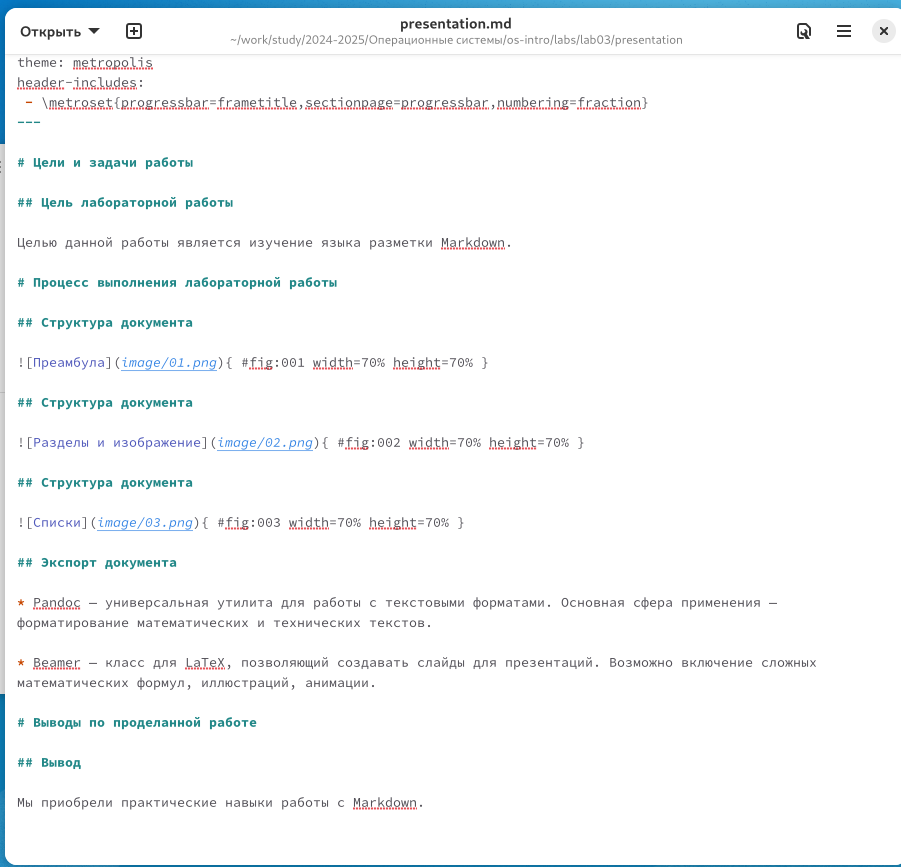 Открыть
presentation.md
~/work/study/2024-2025/Операционные системы/os-intro/labs/lab03/presentation
theme: metropolis
header-includes:
 - \metroset{progressbar=frametitle,sectionpage=progressbar,numbering=fraction}
---
# Цели и задачи работы
## Цель лабораторной работы
Целью данной работы является изучение языка разметки Markdown.
# Процесс выполнения лабораторной работы
## Структура документа
![Преамбула](image/01.png){ #fig:001 width=70% height=70% }
## Структура документа
![Разделы и изображение](image/02.png){ #fig:002 width=70% height=70% }
## Структура документа
![Списки](image/03.png){ #fig:003 width=70% height=70% }
## Экспорт документа
* Pandoc — универсальная утилита для работы с текстовыми форматами. Основная сфера применения —
форматирование математических и технических текстов.
* Beamer — класс для LaTeX, позволяющий создавать слайды для презентаций. Возможно включение сложных
математических формул, иллюстраций, анимации.
# Выводы по проделанной работе
## Вывод
Мы приобрели практические навыки работы с Markdown.